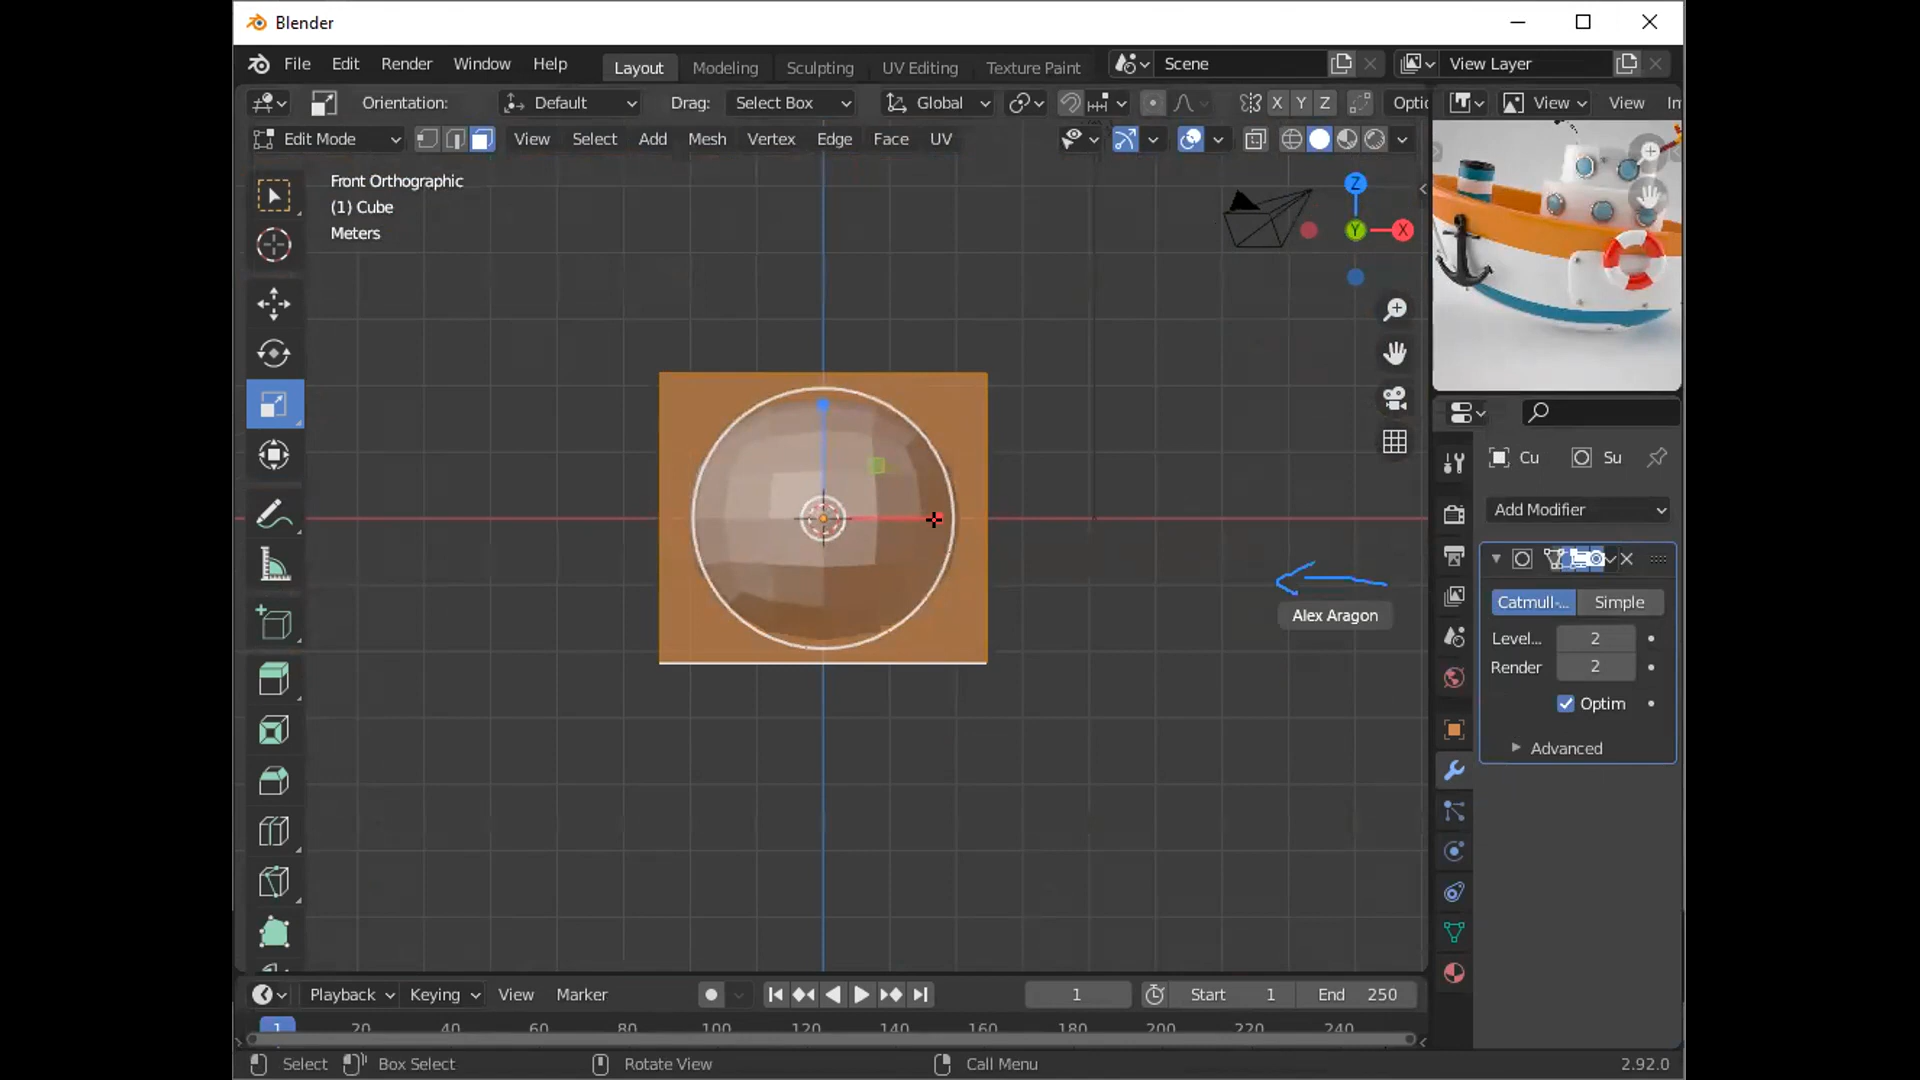 Blender
File Edit Render Window Help Layout Modeling Sculpting UV Editing Texture Paint Scene View Layer
Orientation: Default Drag: Select Box Global X Y Z Optic View View
Edit Mode View Select Add Mesh Vertex Edge Face UV
Front Orthographic
(1) Cube
Meters
Z
Y X
Cu Su
Add Modifier
Catmull-... Simple
Level... 2
Render 2
Optim
Advanced
Alex Aragon
Playback Keying View Marker 1 Start 1 End 250
1 20 40 60 80 100 120 140 160 180 200 220 240
Select Box Select Rotate View Call Menu 2.92.0